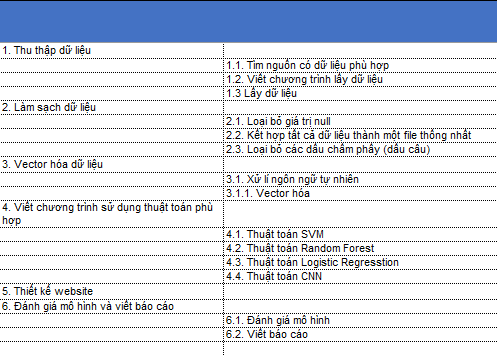 1. Thu thập dữ liệu
1.1. Tìm nguồn có dữ liệu phù hợp
1.2. Viết chương trình lấy dữ liệu
1.3 Lấy dữ liệu
2. Làm sạch dữ liệu
2.1. Loại bỏ giá trị null
2.2. Kết hợp tất cả dữ liệu thành một file thống nhất
2.3. Loại bỏ các dấu chấm phẩy (dấu câu)
3. Vector hóa dữ liệu
3.1. Xử lí ngôn ngữ tự nhiên
3.1.1. Vector hóa
4. Viết chương trình sử dụng thuật toán phù
hợp
4.1. Thuật toán SVM
4.2. Thuật toán Random Forest
4.3. Thuật toán Logistic Regresstion
4.4. Thuật toán CNN
5. Thiết kế website
6. Đánh giá mô hình và viết báo cáo
6.1. Đánh giá mô hình
6.2. Viết báo cáo